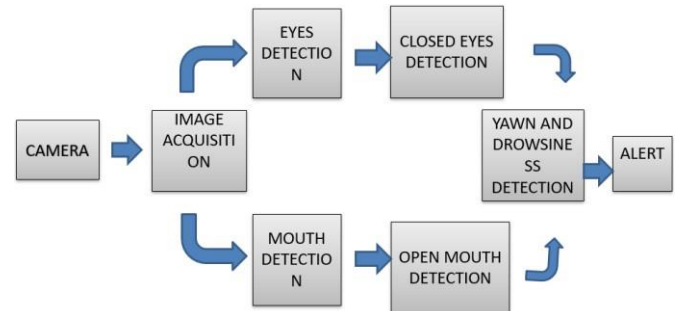 CAMERA
IMAGE
ACQUISITI
ON
EYES
DETECTIO
N
CLOSED EYES
DETECTION
MOUTH
DETECTIO
N
OPEN MOUTH
DETECTION
YAWN AND
DROWSINE
SS
DETECTION
ALERT